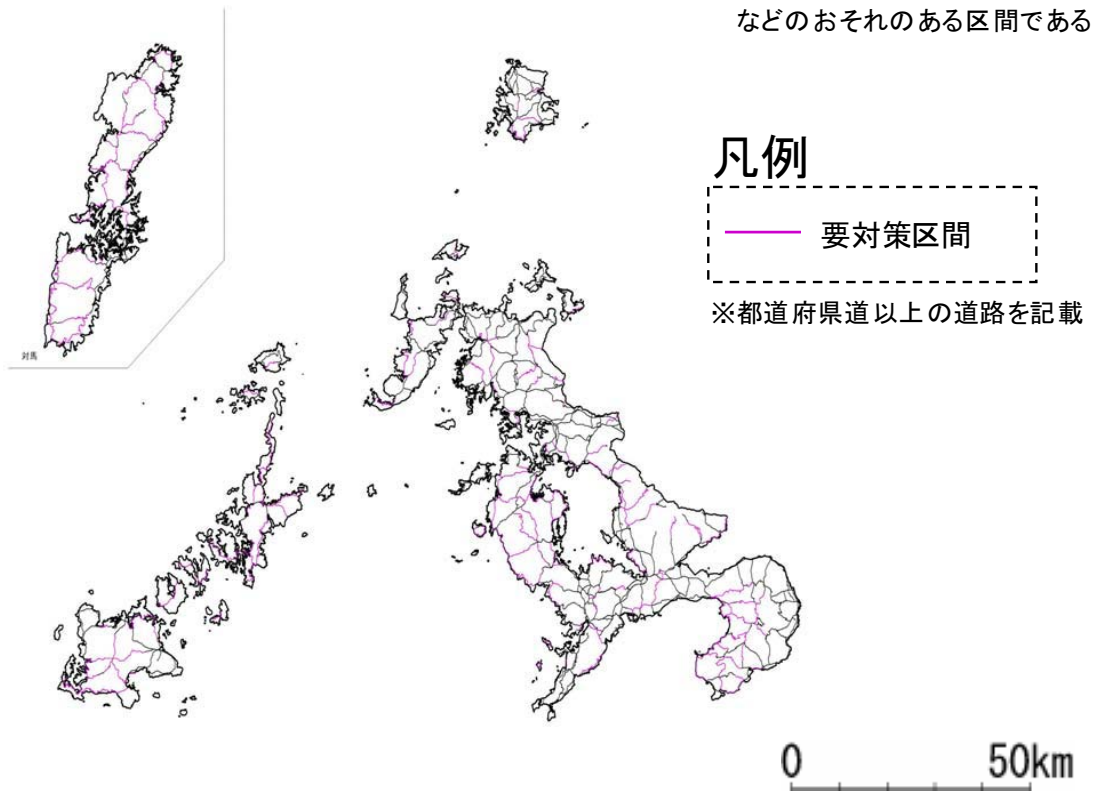 などのおそれのある区間である
凡例
要対策区間
※都道府県道以上の道路を記載
対馬
0 50km